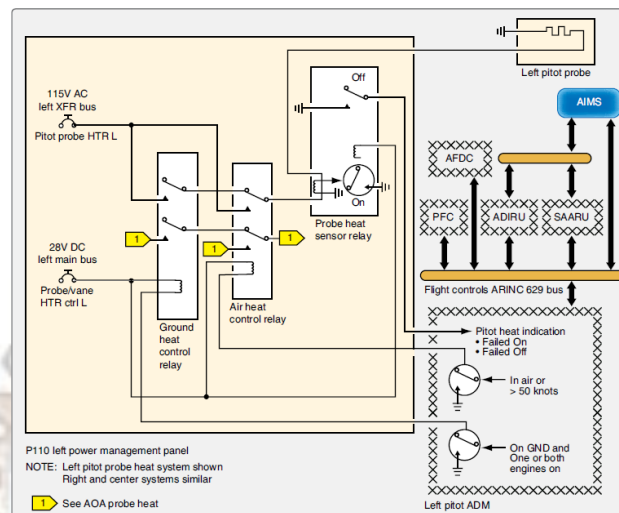 Left pitot probe
115V AC
left XFR bus
Pitot probe HTR L
Off
On
Probe heat
sensor relay
AIMS
AFDC
PFC
ADIRU
SAARU
1
1
1
28V DC
left main bus
Probe/vane
HTR ctrl L
Ground
heat
control
relay
Air heat
control relay
Flight controls ARINC 629 bus
Pitot heat indication
• Failed On
• Failed Off
In air or
> 50 knots
On GND and
One or both
engines on
Left pitot ADM
P110 left power management panel
NOTE: Left pitot probe heat system shown
Right and center systems similar
1 See AOA probe heat